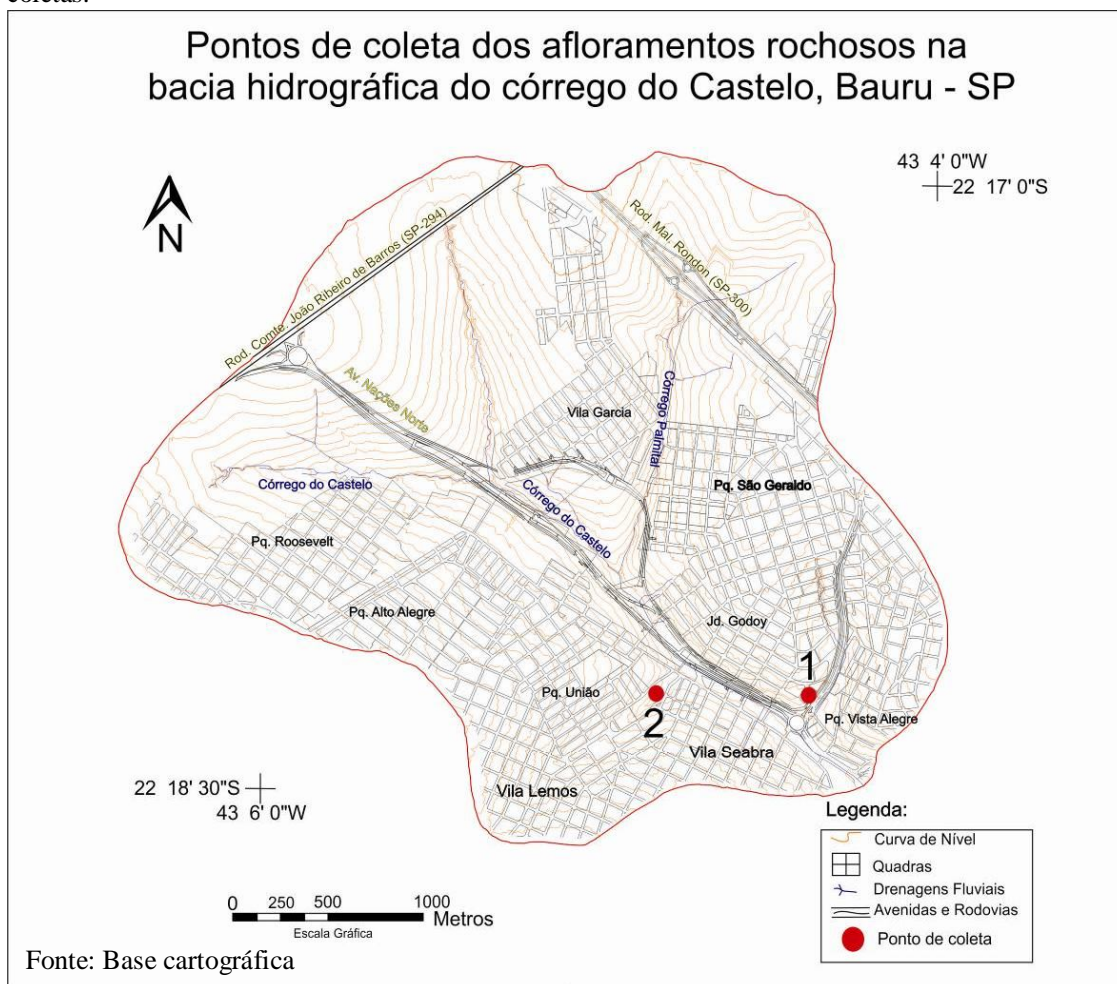 coletas.
Pontos de coleta dos afloramentos rochosos na
bacia hidrográfica do córrego do Castelo, Bauru - SP
43 4' 0"W
22 17' 0"S
N
Rod. Comte. João Ribeiro de Barros (SP-294)
Rod. Mal. Rondon (SP-300)
Av. Nações Norte
Vila Garcia
Córrego Palmital
Córrego do Castelo
Córrego do Castelo
Pq. São Geraldo
Pq. Roosevelt
Pq. Alto Alegre
Jd. Godoy
1
Pq. União
2
Pq. Vista Alegre
Vila Seabra
22 18' 30"S
43 6' 0"W
Vila Lemos
Legenda:
Curva de Nível
Quadras
Drenagens Fluviais
Avenidas e Rodovias
Ponto de coleta
0 250 500 1000
Metros
Escala Gráfica
Fonte: Base cartográfica